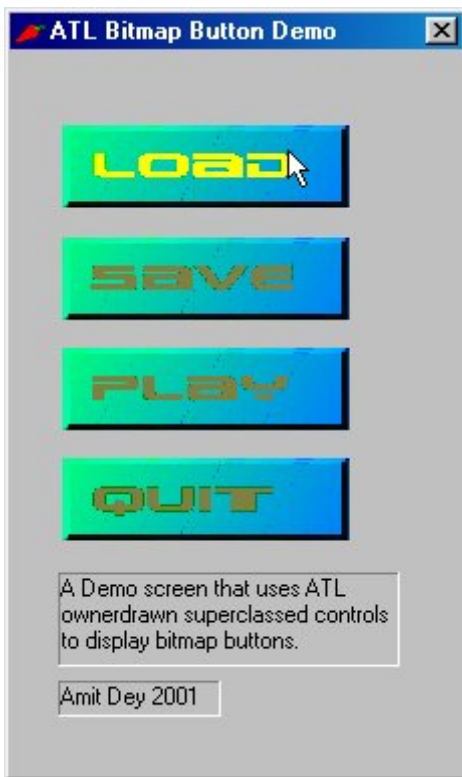 ATL Bitmap Button Demo
LOAD
SAVE
PLAY
QUIT
A Demo screen that uses ATL
ownerdrawn superclassed controls
to display bitmap buttons.
Amit Dey 2001